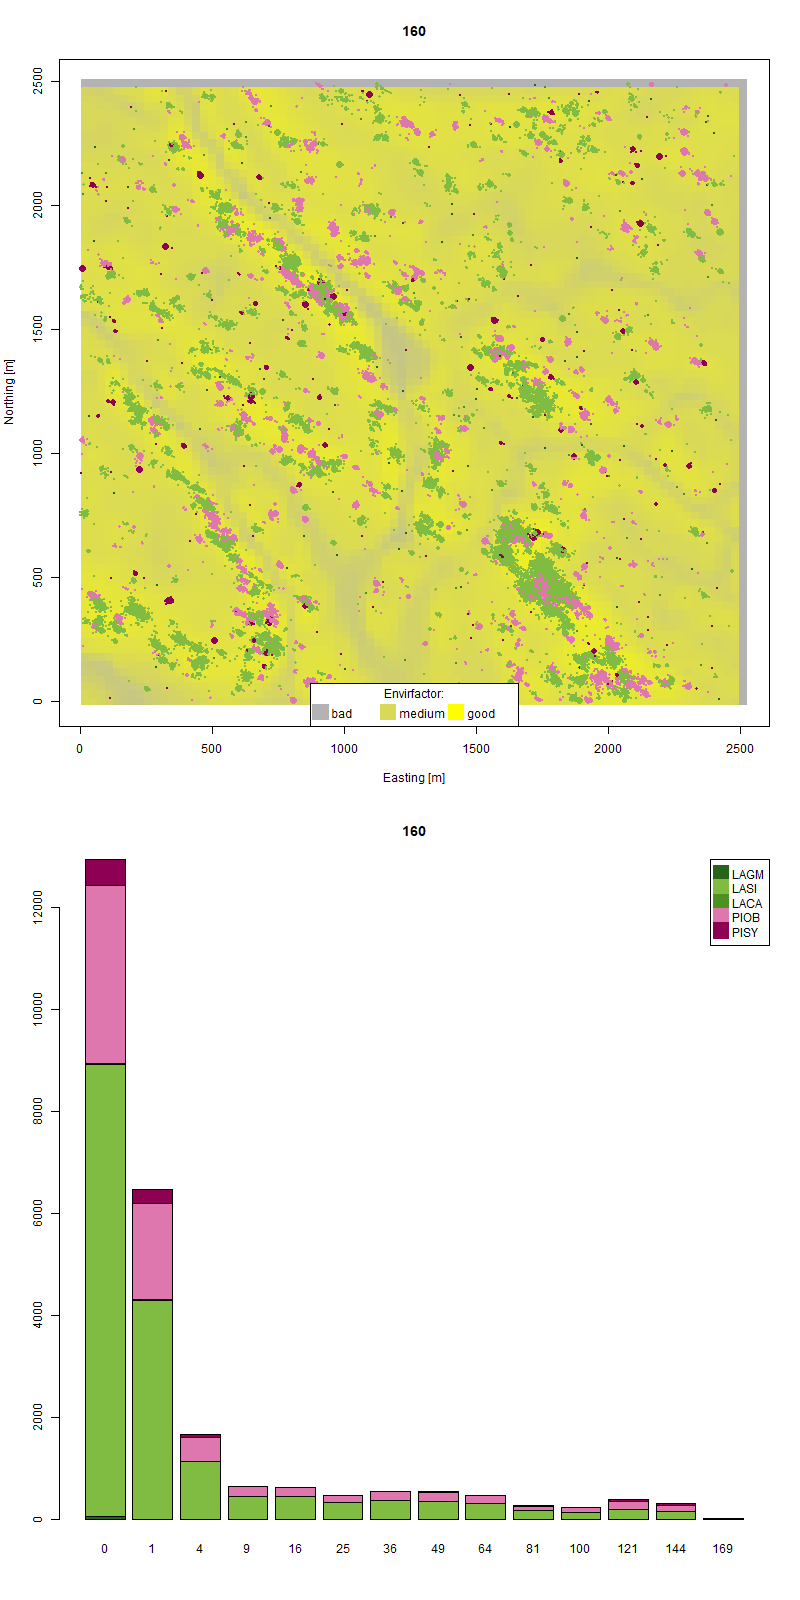 160
2500
2000
1500
1000
500
0
Northing [m]
Envirfactor:
bad medium good
0 500 1000 1500 2000 2500
Easting [m]
160
LAGM
LASI
LACA
PIOB
PISY
12000
10000
8000
6000
4000
2000
0
0 1 4 9 16 25 36 49 64 81 100 121 144 169